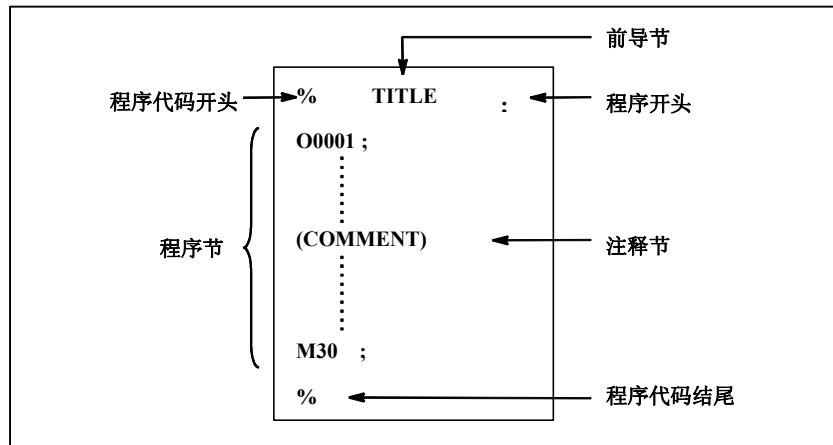 前导节
程序代码开头 % TITLE ; 程序开头
O0001 ;
程序节 (COMMENT) 注释节
M30 ;
% 程序代码结尾